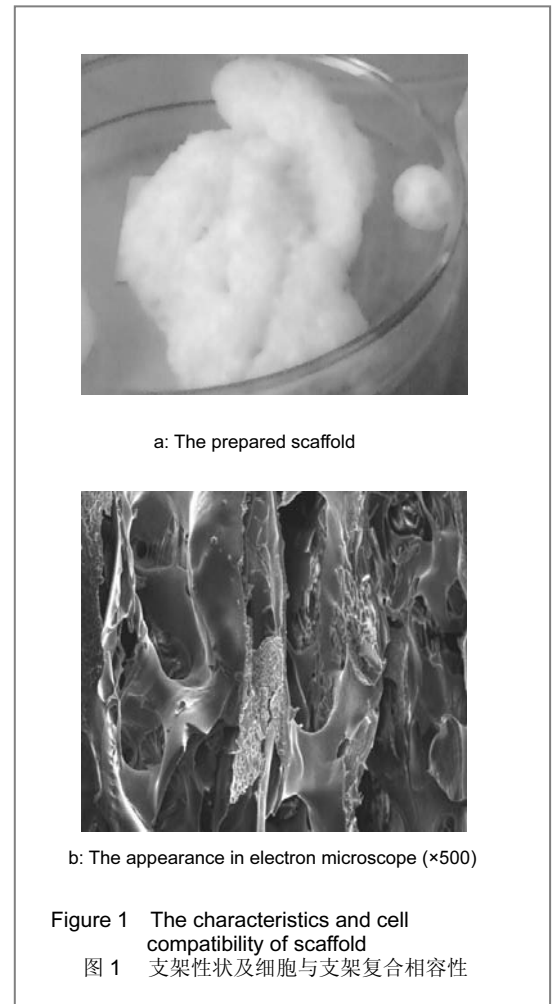 a: The prepared scaffold
b: The appearance in electron microscope (×500)
Figure 1 The characteristics and cell
compatibility of scaffold
图 1 支架性状及细胞与支架复合相容性